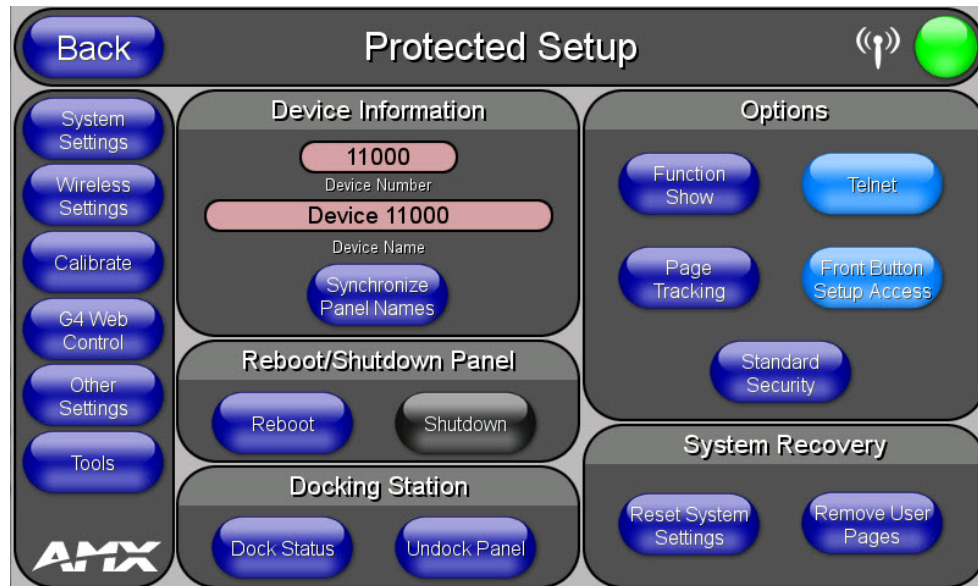 Back
Protected Setup
System
Settings
Wireless
Settings
Calibrate
G4 Web
Control
Other
Settings
Tools
AMX
Device Information
11000
Device Number
Device 11000
Device Name
Synchronize
Panel Names
Reboot/Shutdown Panel
Reboot
Shutdown
Docking Station
Dock Status
Undock Panel
Options
Function
Show
Telnet
Page
Tracking
Front Button
Setup Access
Standard
Security
System Recovery
Reset System
Settings
Remove User
Pages